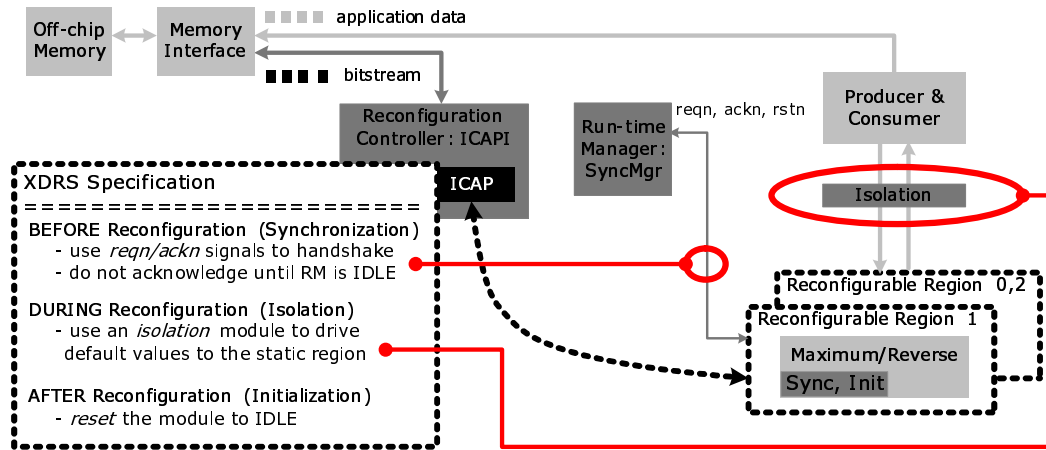 Off-chip
Memory
Memory
Interface
application data
bitstream
Reconfiguration
Controller : ICAPI
ICAP
Run-time
Manager :
SyncMgr
reqn, ackn, rstn
Producer &
Consumer
Isolation
XDRS Specification
===========================
BEFORE Reconfiguration (Synchronization)
- use reqn/ackn signals to handshake
- do not acknowledge until RM is IDLE
DURING Reconfiguration (Isolation)
- use an isolation module to drive
default values to the static region
AFTER Reconfiguration (Initialization)
- reset the module to IDLE
Reconfigurable Region 0,2
Reconfigurable Region 1
Maximum/Reverse
Sync, Init